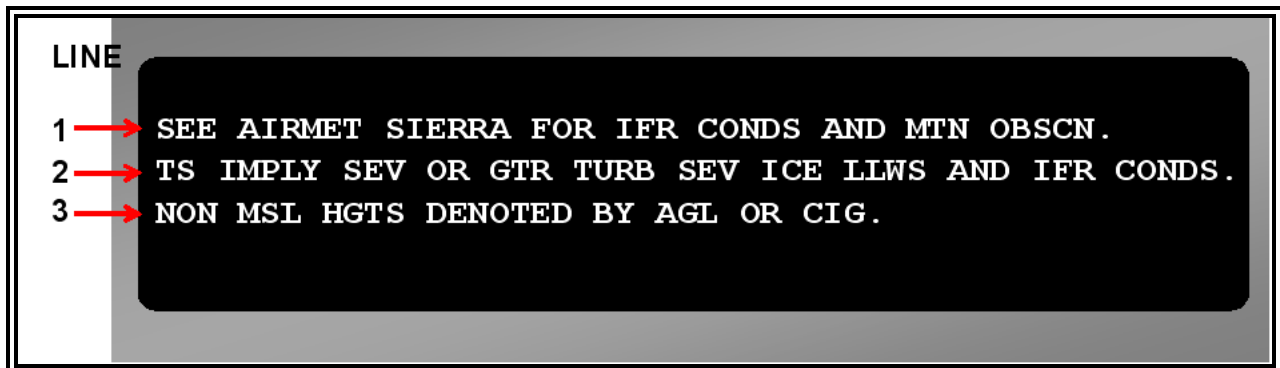 LINE
1 SEE AIRMET SIERRA FOR IFR CONDS AND MTN OBSCN.
2 TS IMPLY SEV OR GTR TURB SEV ICE LLWS AND IFR CONDS.
3 NON MSL HGTS DENOTED BY AGL OR CIG.